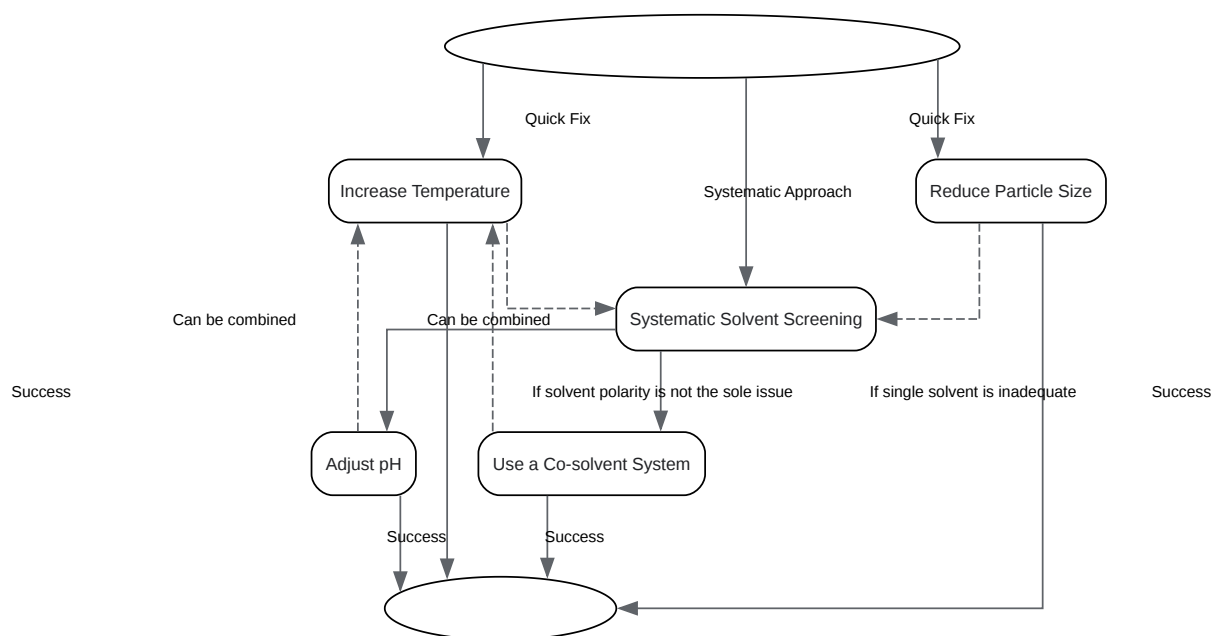 Quick Fix
Quick Fix
Increase Temperature
Systematic Approach
Reduce Particle Size
Can be combined
Can be combined
Systematic Solvent Screening
Success
If solvent polarity is not the sole issue
If single solvent is inadequate
Success
Adjust pH
Use a Co-solvent System
Success
Success